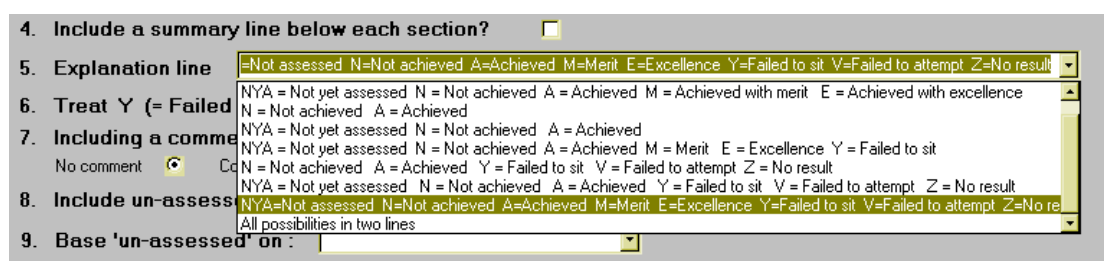 4. Include a summary line below each section?
5. Explanation line =Not assessed N=Not achieved A=Achieved M=Merit E=Excellence Y=Failed to sit V=Failed to attempt Z=No result
NYA = Not yet assessed N = Not achieved A = Achieved M = Achieved with merit E = Achieved with excellence
6. Treat Y (= Failed
N = Not achieved A = Achieved
NYA = Not yet assessed N = Not achieved A = Achieved
7. Including a comme
NYA = Not yet assessed N = Not achieved A = Achieved M = Merit E = Excellence Y = Failed to sit
No comment Co N = Not achieved A = Achieved Y = Failed to sit V = Failed to attempt Z = No result
NYA = Not yet assessed N = Not achieved A = Achieved Y = Failed to sit V = Failed to attempt Z = No result
8. Include un-assess
NYA=Not assessed N=Not achieved A=Achieved M=Merit E=Excellence Y=Failed to sit V=Failed to attempt Z=No re
All possibilities in two lines
9. Base 'un-assessed' on :